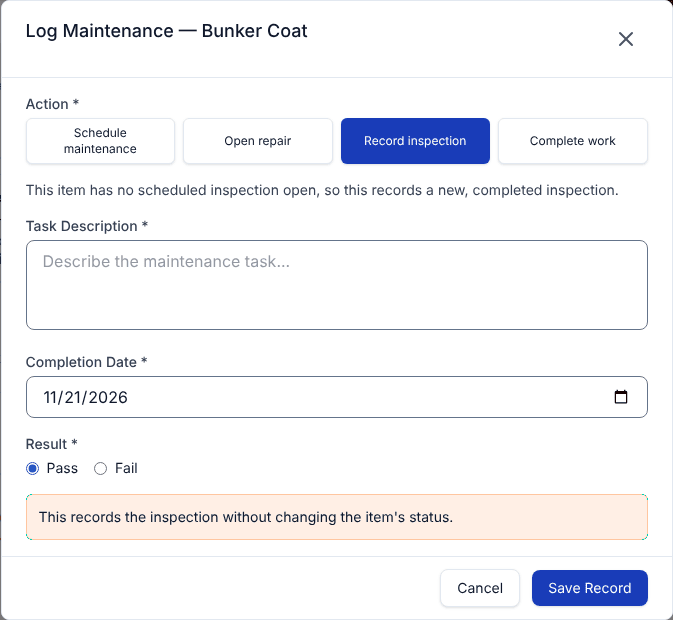 Log Maintenance — Bunker Coat
Action *
Schedule
maintenance
Open repair
Record inspection
Complete work
This item has no scheduled inspection open, so this records a new, completed inspection.
Task Description *
Describe the maintenance task...
Completion Date *
11/21/2026
Result *
Pass
Fail
This records the inspection without changing the item's status.
Cancel
Save Record